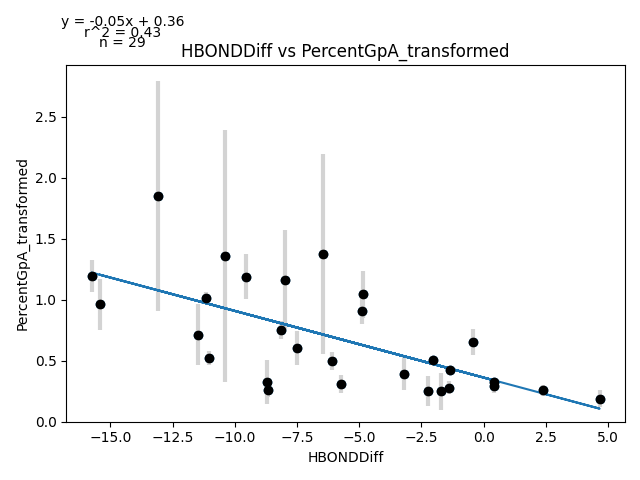 y = -0.05x + 0.36
r^2 = 0.43
n = 29
HBONDDiff vs PercentGpA_transformed
PercentGpA_transformed
2.5
2.0
1.5
1.0
0.5
0.0
−15.0 −12.5 −10.0 −7.5 −5.0 −2.5 0.0 2.5 5.0
HBONDDiff